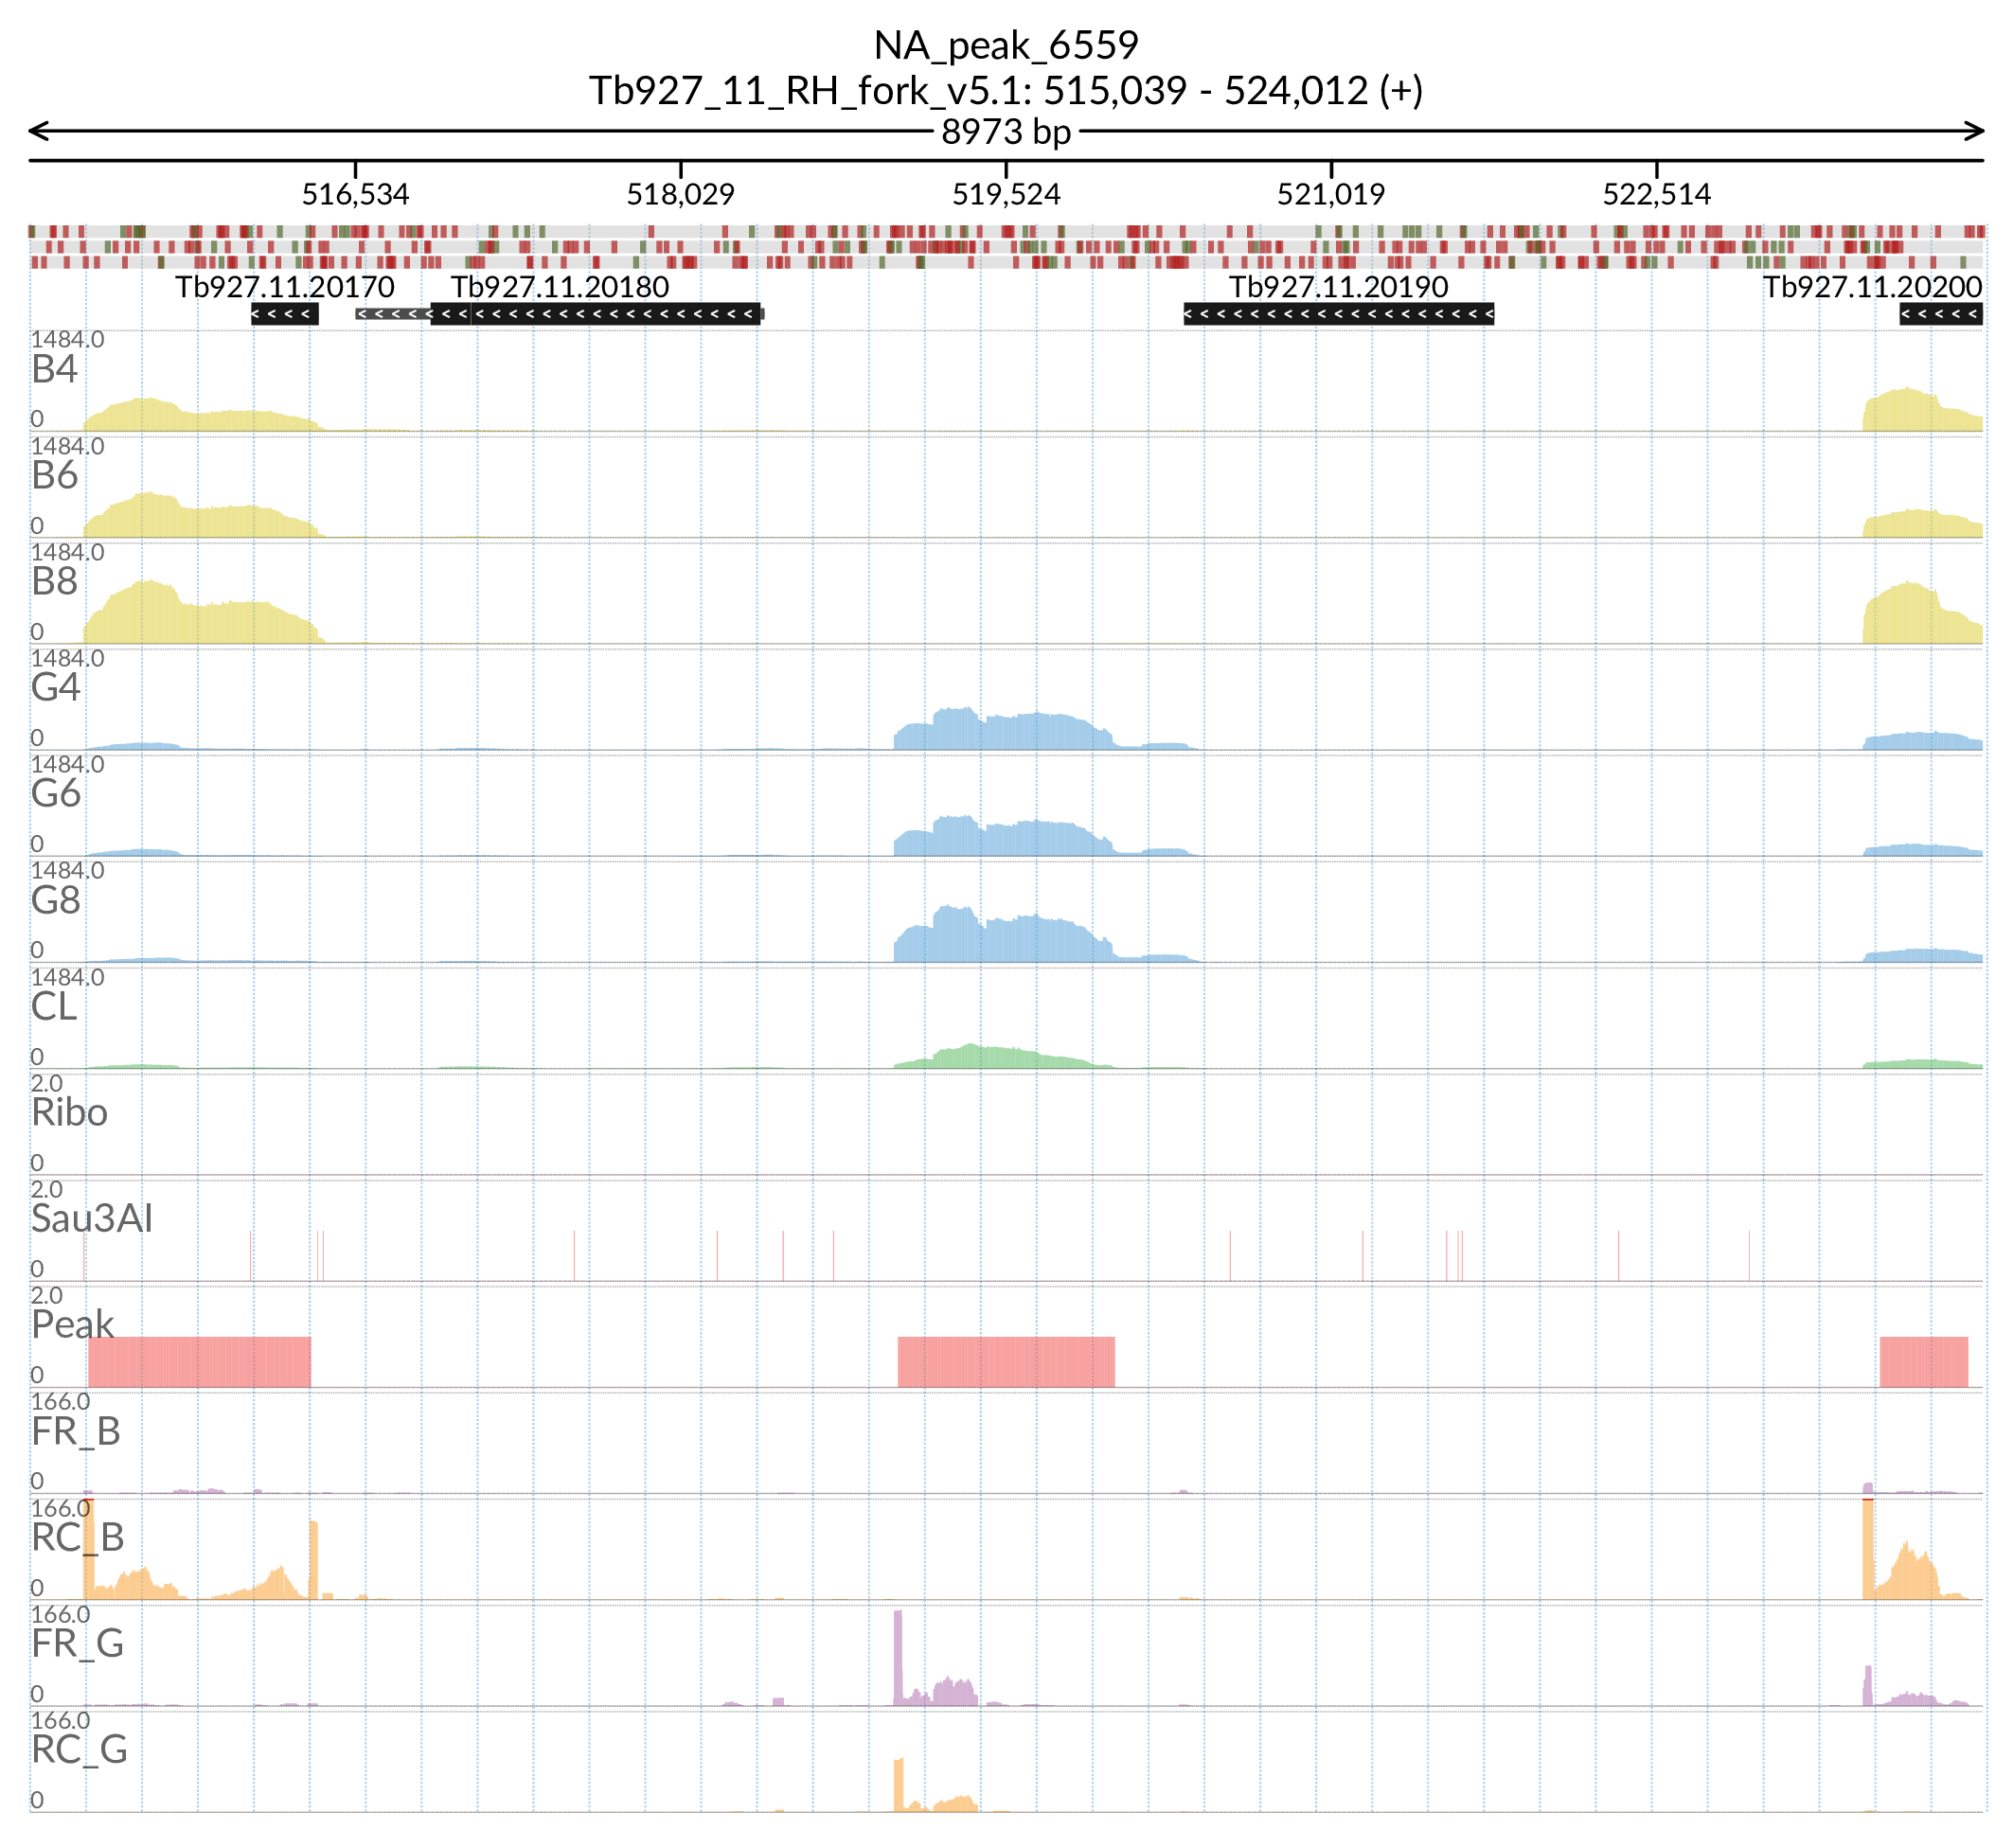 NA_peak_6559
Tb927_11_RH_fork_v5.1: 515,039 - 524,012 (+)
8973 bp
516,534 518,029 519,524 521,019 522,514
Tb927.11.20170 Tb927.11.20180 Tb927.11.20190 Tb927.11.20200
1484.0
B4
0
1484.0
B6
0
1484.0
B8
0
1484.0
G4
0
1484.0
G6
0
1484.0
G8
0
1484.0
CL
0
2.0
Ribo
0
2.0
Sau3AI
0
2.0
Peak
0
166.0
FR_B
0
166.0
RC_B
0
166.0
FR_G
0
166.0
RC_G
0